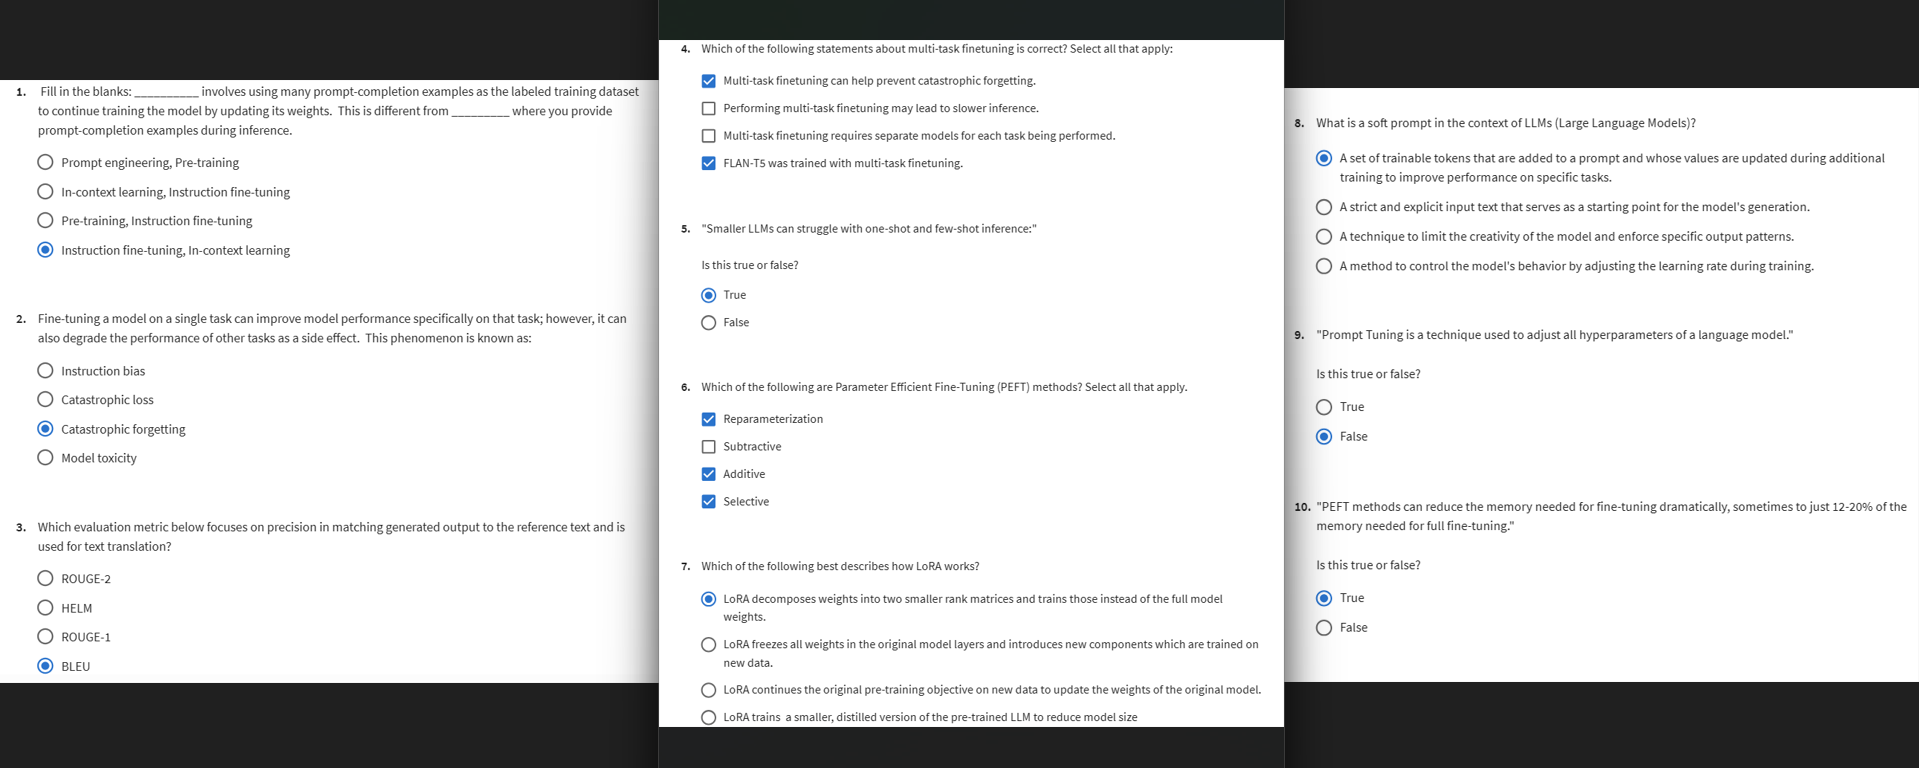 1. Fill in the blanks: __________ involves using many prompt-completion examples as the labeled training dataset
to continue training the model by updating its weights. This is different from _________ where you provide
prompt-completion examples during inference.
Prompt engineering, Pre-training
In-context learning, Instruction fine-tuning
Pre-training, Instruction fine-tuning
Instruction fine-tuning, In-context learning
2. Fine-tuning a model on a single task can improve model performance specifically on that task; however, it can
also degrade the performance of other tasks as a side effect. This phenomenon is known as:
Instruction bias
Catastrophic loss
Catastrophic forgetting
Model toxicity
3. Which evaluation metric below focuses on precision in matching generated output to the reference text and is
used for text translation?
ROUGE-2
HELM
ROUGE-1
BLEU
4. Which of the following statements about multi-task finetuning is correct? Select all that apply:
Multi-task finetuning can help prevent catastrophic forgetting.
Performing multi-task finetuning may lead to slower inference.
Multi-task finetuning requires separate models for each task being performed.
FLAN-T5 was trained with multi-task finetuning.
5. "Smaller LLMs can struggle with one-shot and few-shot inference:"
Is this true or false?
True
False
6. Which of the following are Parameter Efficient Fine-Tuning (PEFT) methods? Select all that apply.
Reparameterization
Subtractive
Additive
Selective
7. Which of the following best describes how LoRA works?
LoRA decomposes weights into two smaller rank matrices and trains those instead of the full model
weights.
LoRA freezes all weights in the original model layers and introduces new components which are trained on
new data.
LoRA continues the original pre-training objective on new data to update the weights of the original model.
LoRA trains a smaller, distilled version of the pre-trained LLM to reduce model size
8. What is a soft prompt in the context of LLMs (Large Language Models)?
A set of trainable tokens that are added to a prompt and whose values are updated during additional
training to improve performance on specific tasks.
A strict and explicit input text that serves as a starting point for the model's generation.
A technique to limit the creativity of the model and enforce specific output patterns.
A method to control the model's behavior by adjusting the learning rate during training.
9. "Prompt Tuning is a technique used to adjust all hyperparameters of a language model."
Is this true or false?
True
False
10. "PEFT methods can reduce the memory needed for fine-tuning dramatically, sometimes to just 12-20% of the
memory needed for full fine-tuning."
Is this true or false?
True
False